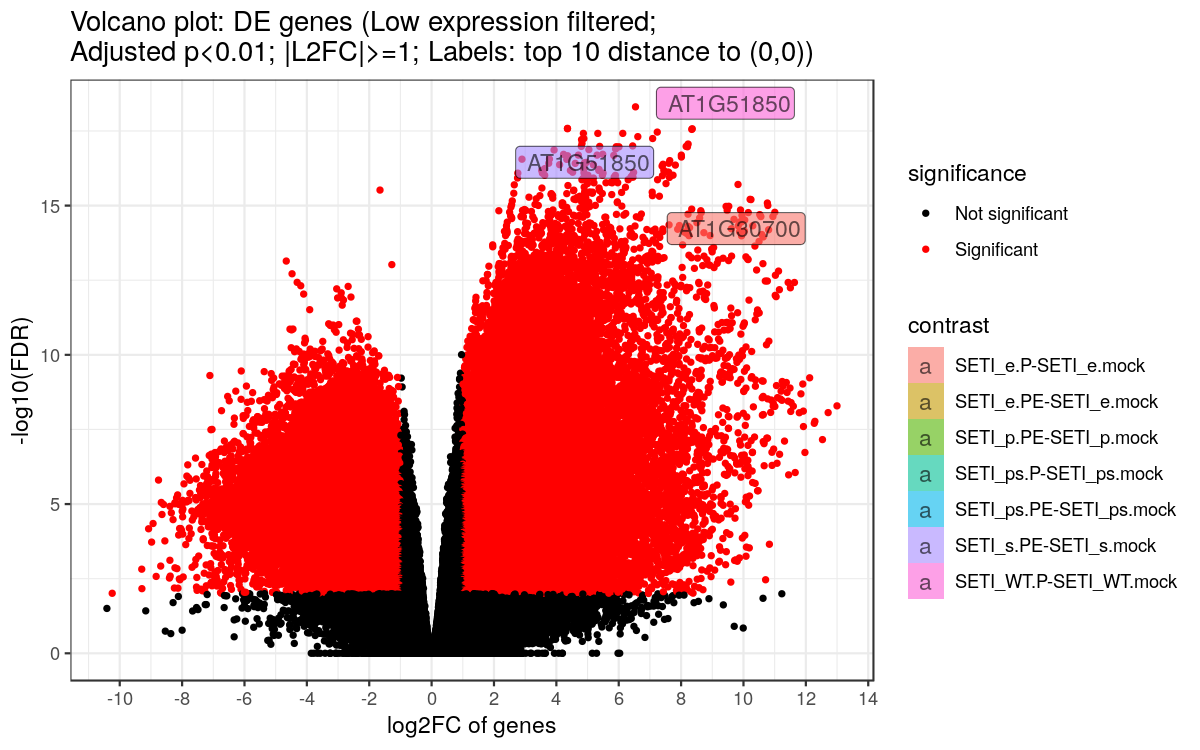 Volcano plot: DE genes (Low expression filtered;
Adjusted p<0.01; |L2FC|>=1; Labels: top 10 distance to (0,0))
AT1G51850
AT1G51850
AT1G30700
15
10
5
0
-log10(FDR)
-10 -8 -6 -4 -2 0 2 4 6 8 10 12 14
log2FC of genes
significance
Not significant
Significant
contrast
a SETI_e.P-SETI_e.mock
a SETI_e.PE-SETI_e.mock
a SETI_p.PE-SETI_p.mock
a SETI_ps.P-SETI_ps.mock
a SETI_ps.PE-SETI_ps.mock
a SETI_s.PE-SETI_s.mock
a SETI_WT.P-SETI_WT.mock